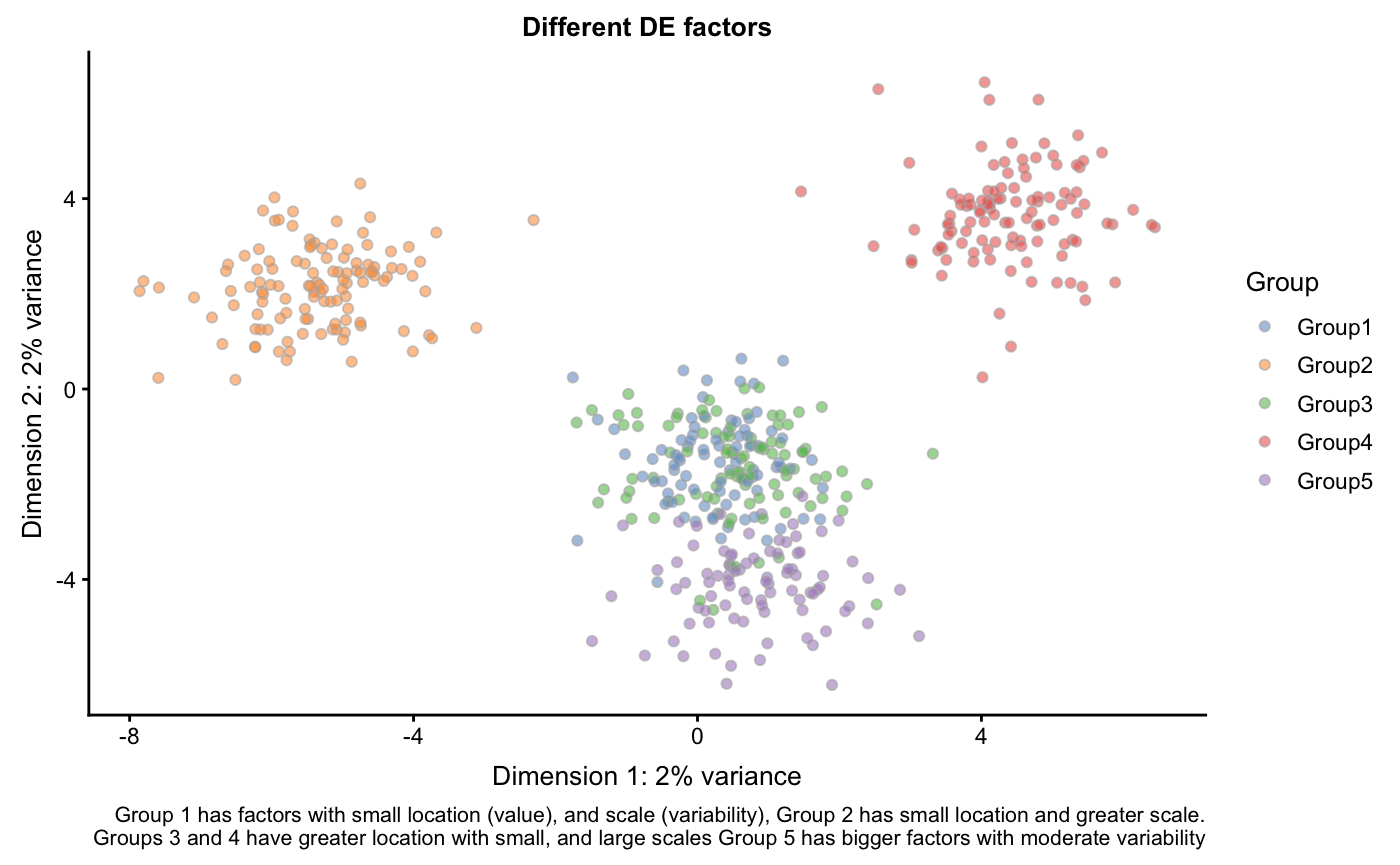 Different DE factors
Dimension 2: 2% variance
4
0
-4
-8
-4
0
4
Dimension 1: 2% variance
Group
Group1
Group2
Group3
Group4
Group5
Group 1 has factors with small location (value), and scale (variability), Group 2 has small location and greater scale.
Groups 3 and 4 have greater location with small, and large scales Group 5 has bigger factors with moderate variability